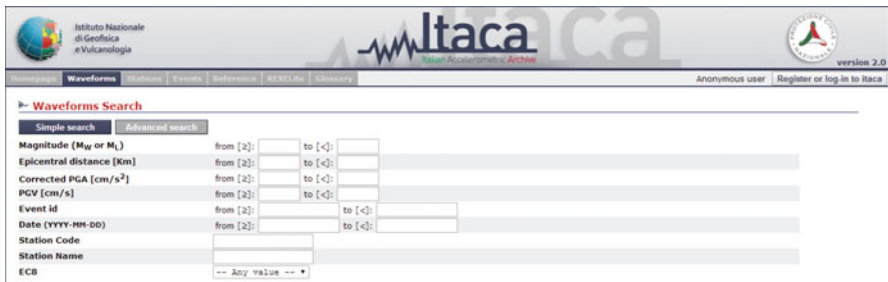 Istituto Nazionale
di Geofisica
e Vulcanologia
Itaca
Italian Accelerometric Archive
PROTEZIONE CIVILE
NAZIONALE
version 2.0
Homepage Waveforms Stations Events Reference REXELite Glossary Anonymous user Register or log-in to itaca
Waveforms Search
Simple search Advanced search
Magnitude (MW or ML) from [≥]: to [<]:
Epicentral distance [Km] from [≥]: to [<]:
Corrected PGA [cm/s²] from [≥]: to [<]:
PGV [cm/s] from [≥]: to [<]:
Event id from [≥]: to [<]:
Date (YYYY-MM-DD) from [≥]: to [<]:
Station Code
Station Name
EC8 -- Any value --